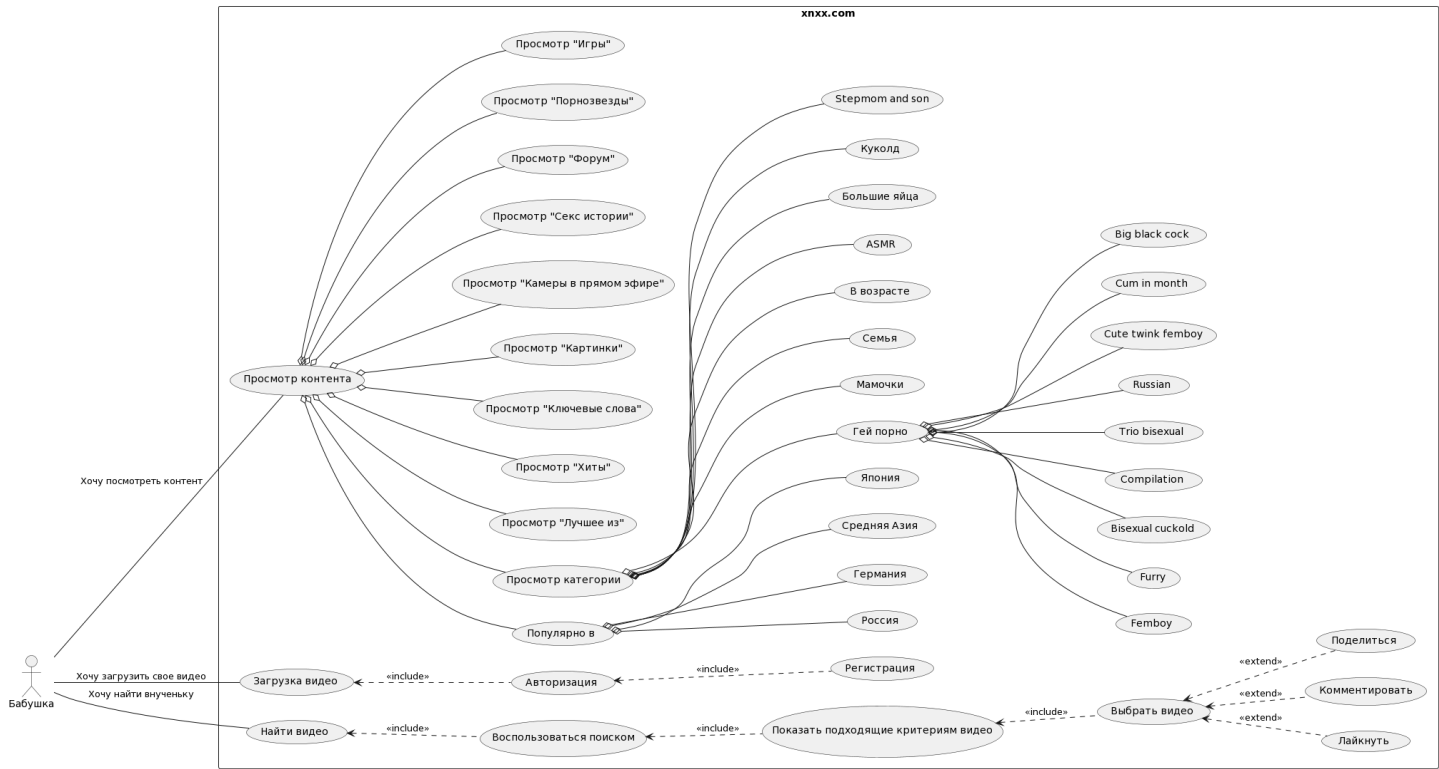 xnxx.com
Просмотр "Игры"
Просмотр "Порнозвезды"
Просмотр "Форум"
Просмотр "Секс истории"
Просмотр "Камеры в прямом эфире"
Просмотр "Картинки"
Просмотр контента
Просмотр "Ключевые слова"
Просмотр "Хиты"
Просмотр "Лучшее из"
Просмотр категории
Популярно в
Stepmom and son
Куколд
Большие яйца
ASMR
В возрасте
Семья
Мамочки
Гей порно
Япония
Средняя Азия
Германия
Россия
Big black cock
Cum in month
Cute twink femboy
Russian
Trio bisexual
Compilation
Bisexual cuckold
Furry
Femboy
Хочу посмотреть контент
Хочу загрузить свое видео
Хочу найти внученьку
Бабушка
Загрузка видео
«include»
Авторизация
«include»
Регистрация
Найти видео
«include»
Воспользоваться поиском
«include»
Показать подходящие критериям видео
«include»
Выбрать видео
«extend»
Поделиться
«extend»
Комментировать
«extend»
Лайкнуть